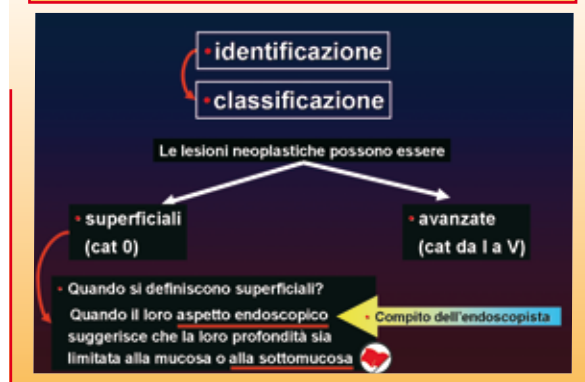 • identificazione
• classificazione
Le lesioni neoplastiche possono essere
• superficiali
(cat 0)
• avanzate
(cat da I a V)
• Quando si definiscono superficiali?
Quando il loro aspetto endoscopico
suggerisce che la loro profondità sia
limitata alla mucosa o alla sottomucosa
• Compito dell'endoscopista